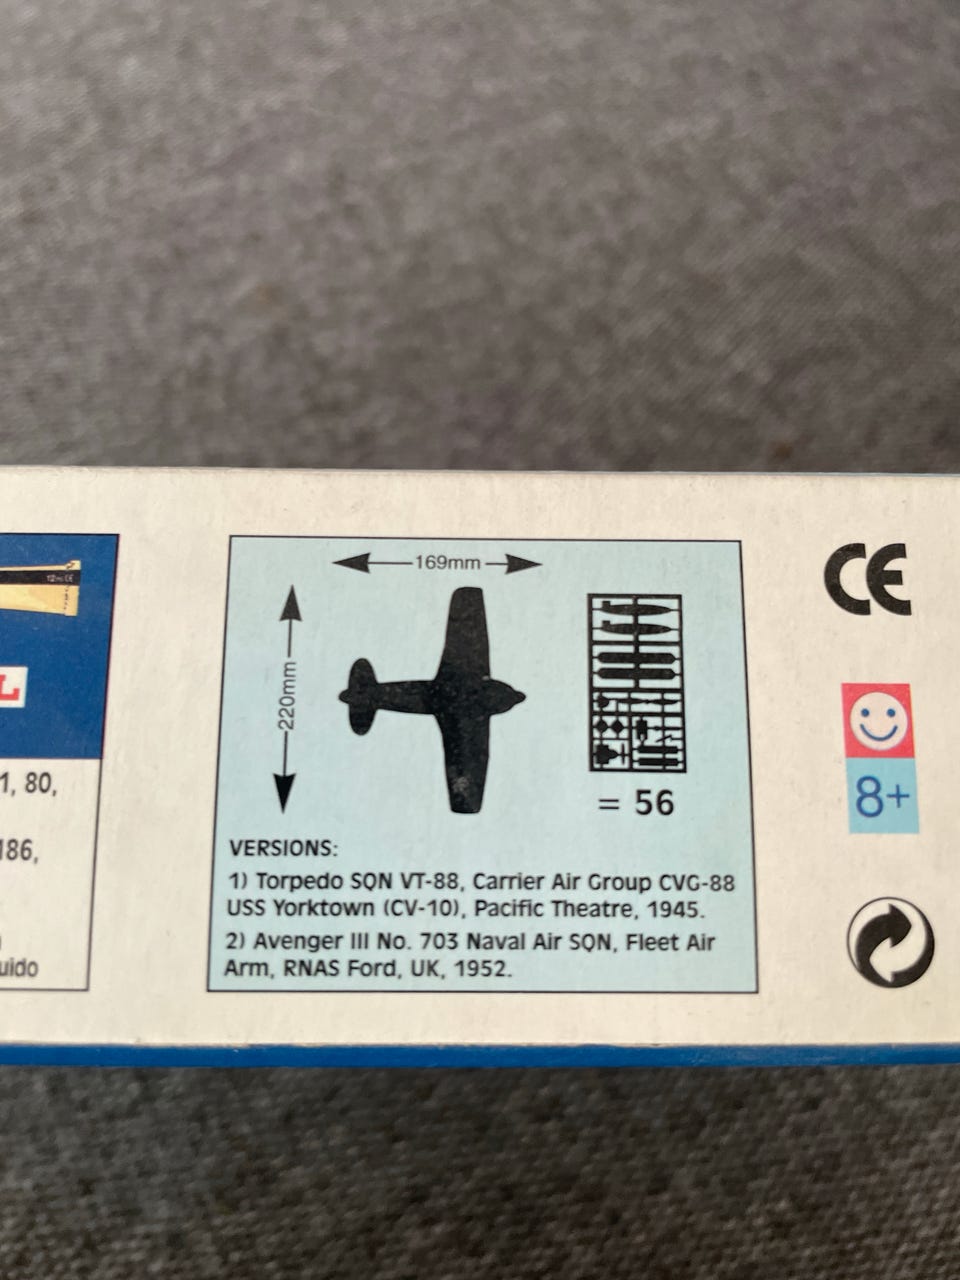 12ml CE
L
1, 80,
186,
uido
169mm
220mm
= 56
VERSIONS:
1) Torpedo SQN VT-88, Carrier Air Group CVG-88
USS Yorktown (CV-10), Pacific Theatre, 1945.
2) Avenger III No. 703 Naval Air SQN, Fleet Air
Arm, RNAS Ford, UK, 1952.
CE
8+